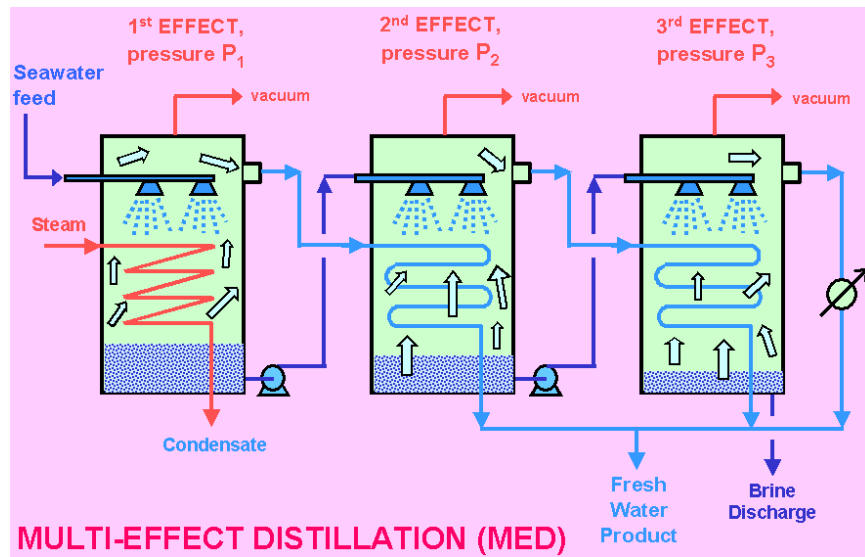 1st EFFECT,
pressure P1
2nd EFFECT,
pressure P2
3rd EFFECT,
pressure P3
Seawater
feed
vacuum
vacuum
vacuum
Steam
Condensate
Fresh
Water
Product
Brine
Discharge
MULTI-EFFECT DISTILLATION (MED)